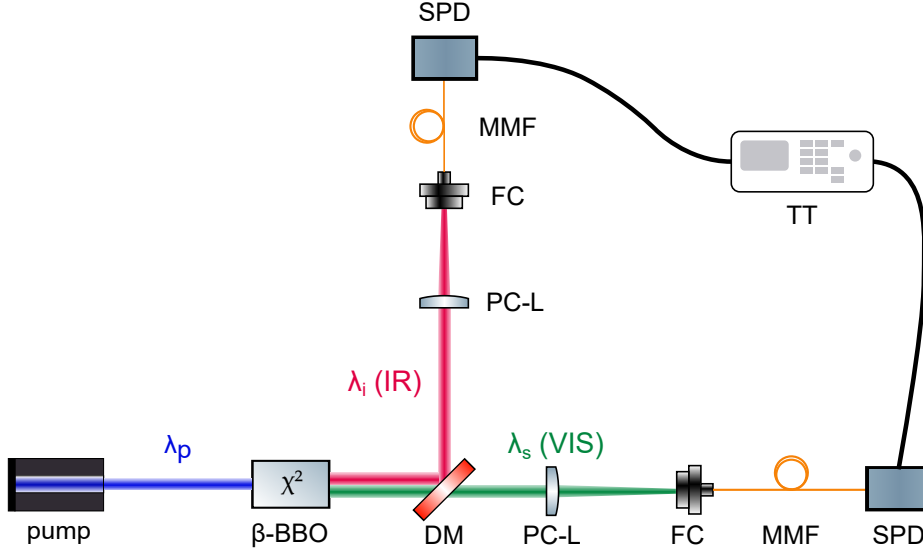 SPD
MMF
FC
TT
PC-L
λi (IR)
λp
λs (VIS)
χ²
pump
β-BBO
DM
PC-L
FC
MMF
SPD